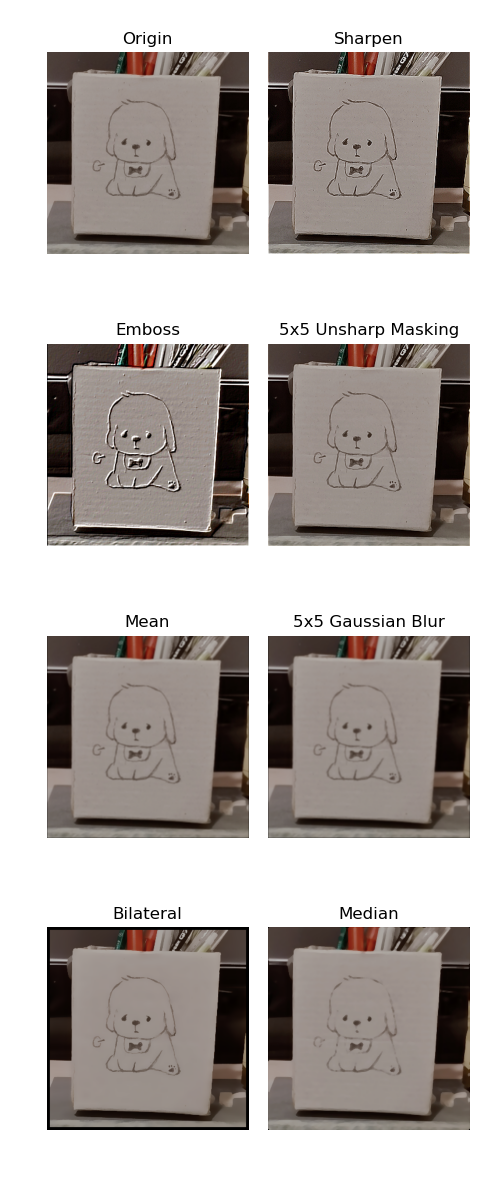 Origin
Sharpen
Emboss
5x5 Unsharp Masking
Mean
5x5 Gaussian Blur
Bilateral
Median